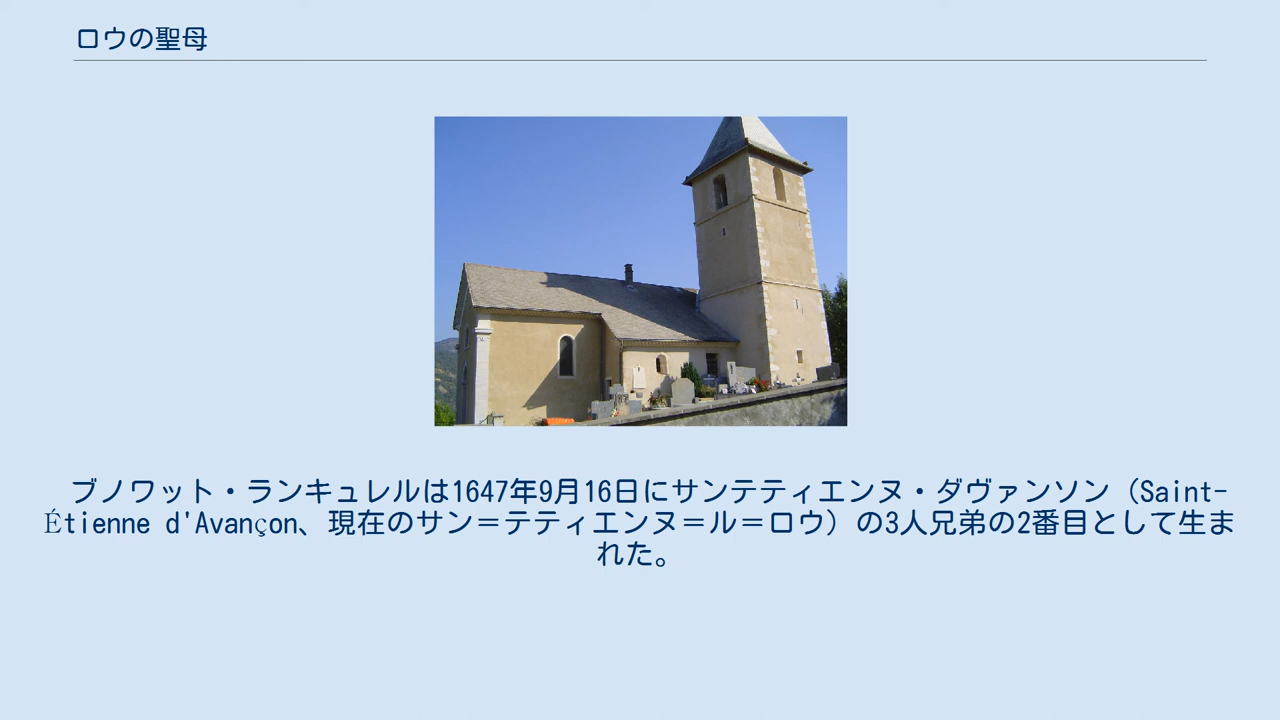 ロウの聖母
ブノワット・ランキュレルは1647年9月16日にサンテティエンヌ・ダヴァンソン（Saint-
Étienne d'Avançon、現在のサン＝テティエンヌ＝ル＝ロウ）の3人兄弟の2番目として生ま
れた。